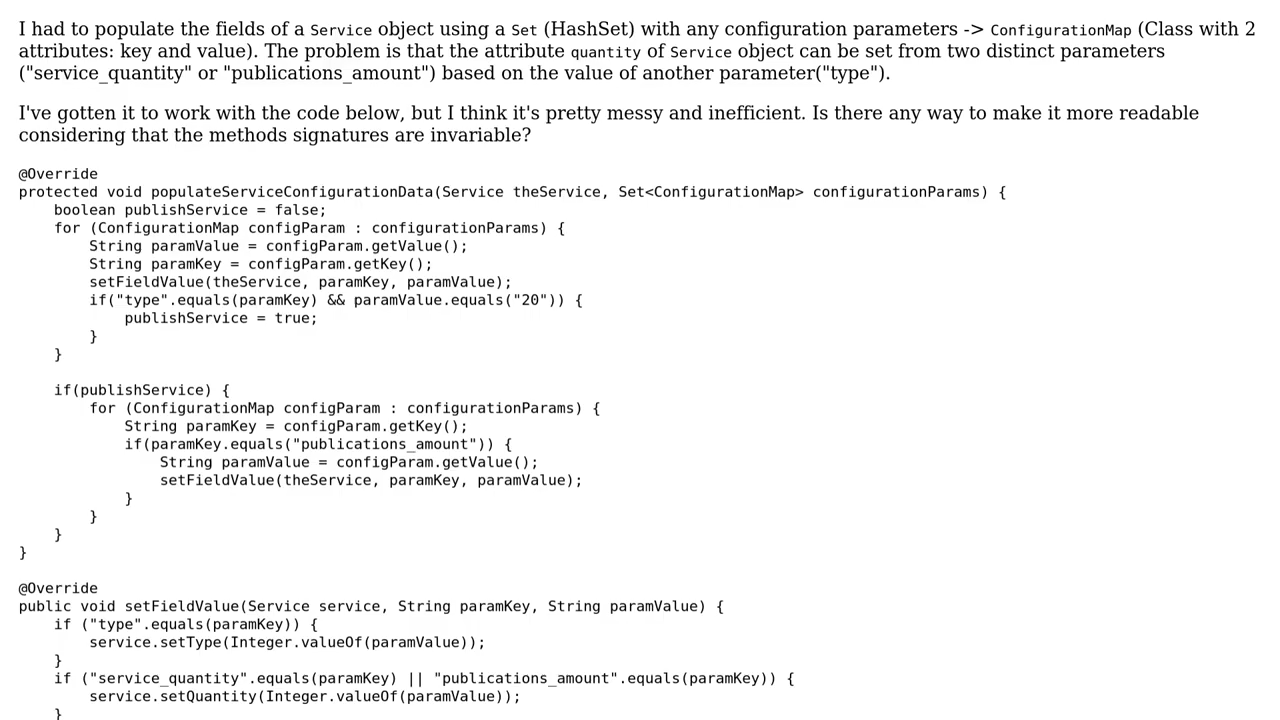 I had to populate the fields of a Service object using a Set (HashSet) with any configuration parameters -> ConfigurationMap (Class with 2
attributes: key and value). The problem is that the attribute quantity of Service object can be set from two distinct parameters
("service_quantity" or "publications_amount") based on the value of another parameter("type").
I've gotten it to work with the code below, but I think it's pretty messy and inefficient. Is there any way to make it more readable
considering that the methods signatures are invariable?
@Override
protected void populateServiceConfigurationData(Service theService, Set<ConfigurationMap> configurationParams) {
    boolean publishService = false;
    for (ConfigurationMap configParam : configurationParams) {
        String paramValue = configParam.getValue();
        String paramKey = configParam.getKey();
        setFieldValue(theService, paramKey, paramValue);
        if("type".equals(paramKey) && paramValue.equals("20")) {
            publishService = true;
        }
    }
    if(publishService) {
        for (ConfigurationMap configParam : configurationParams) {
            String paramKey = configParam.getKey();
            if(paramKey.equals("publications_amount")) {
                String paramValue = configParam.getValue();
                setFieldValue(theService, paramKey, paramValue);
            }
        }
    }
}
@Override
public void setFieldValue(Service service, String paramKey, String paramValue) {
    if ("type".equals(paramKey)) {
        service.setType(Integer.valueOf(paramValue));
    }
    if ("service_quantity".equals(paramKey) || "publications_amount".equals(paramKey)) {
        service.setQuantity(Integer.valueOf(paramValue));
    }